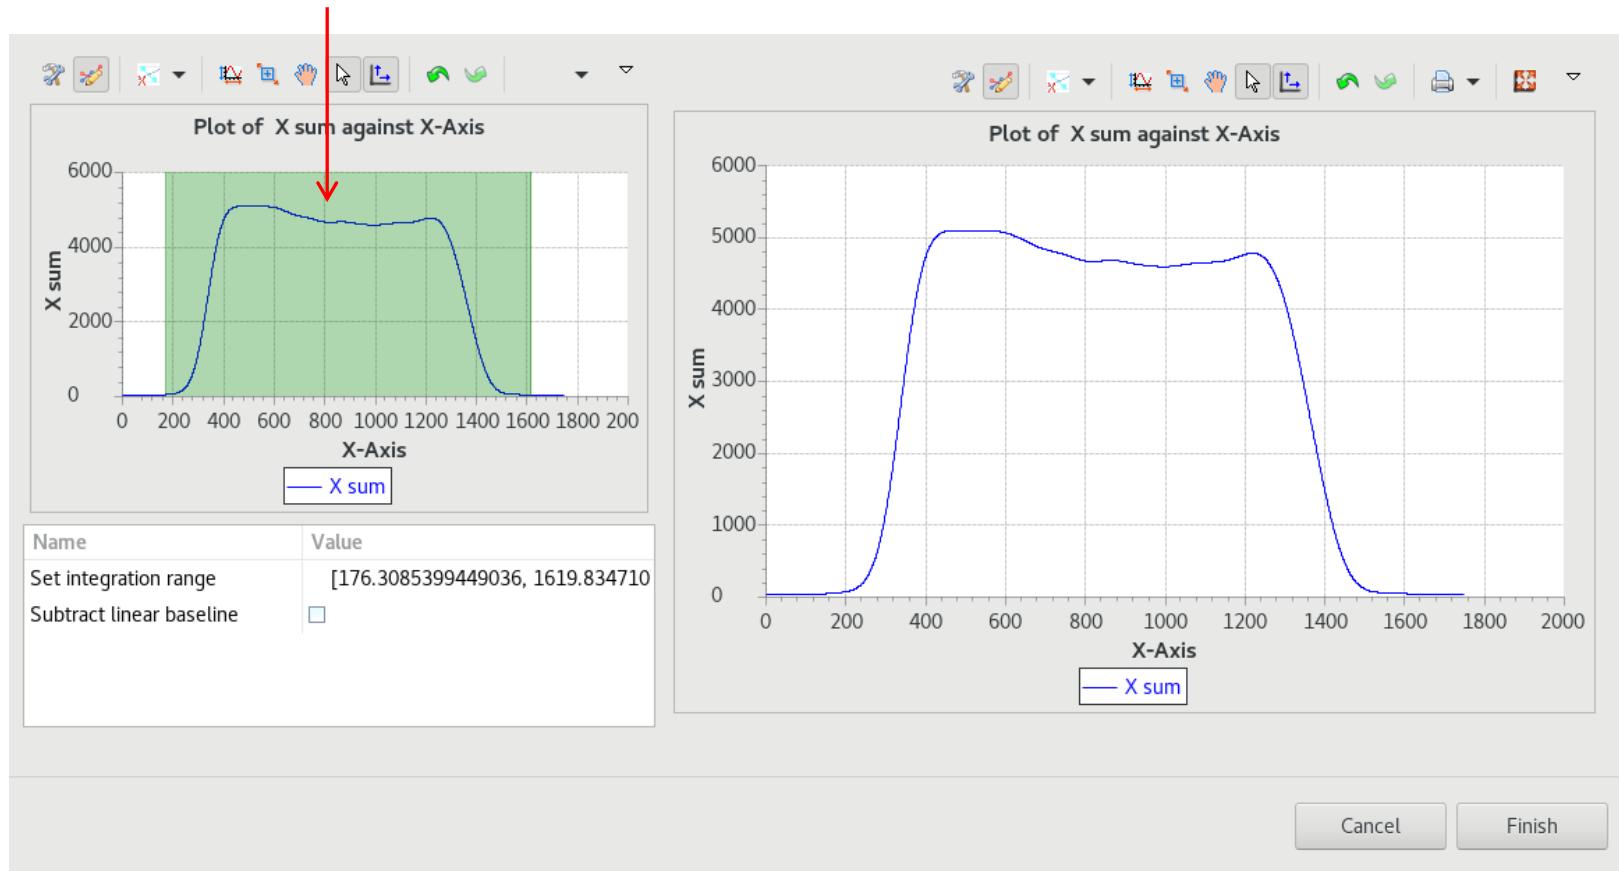 Plot of X sum against X-Axis
6000
4000
2000
0
X sum
0 200 400 600 800 1000 1200 1400 1600 1800 200
X-Axis
X sum
Name Value
Set integration range [176.3085399449036, 1619.834710
Subtract linear baseline
Plot of X sum against X-Axis
6000
5000
4000
3000
2000
1000
0
X sum
0 200 400 600 800 1000 1200 1400 1600 1800 2000
X-Axis
X sum
Cancel Finish